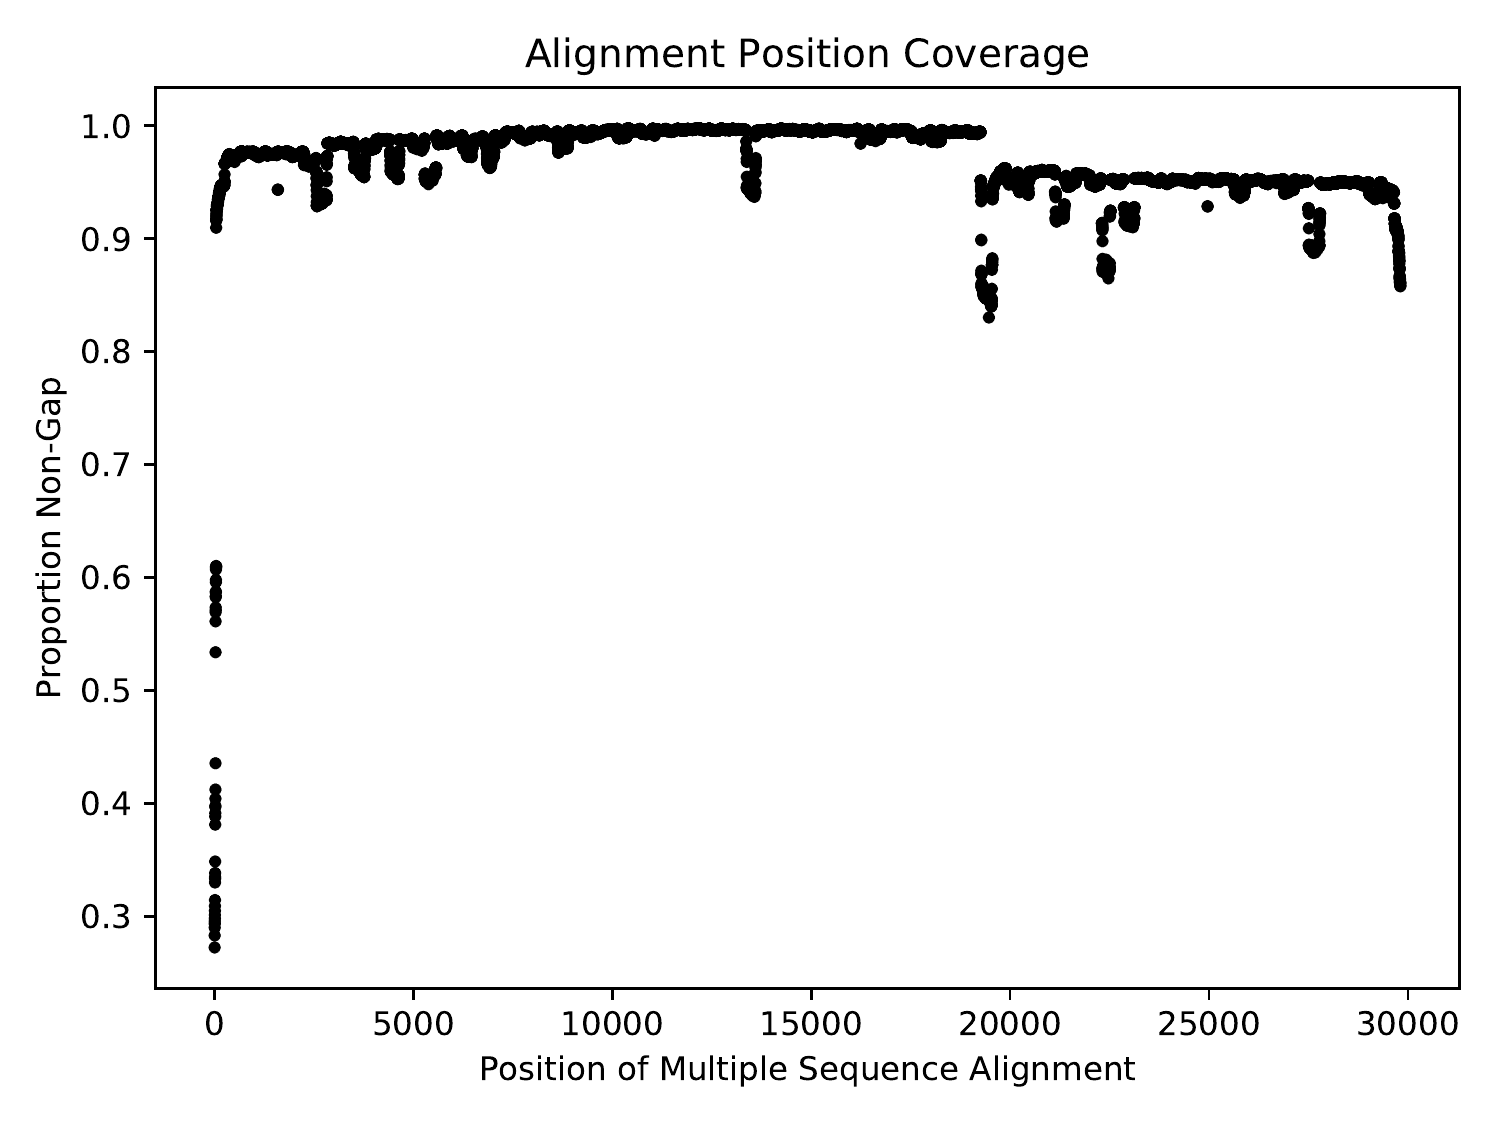 Alignment Position Coverage
Proportion Non-Gap
1.0
0.9
0.8
0.7
0.6
0.5
0.4
0.3
0 5000 10000 15000 20000 25000 30000
Position of Multiple Sequence Alignment